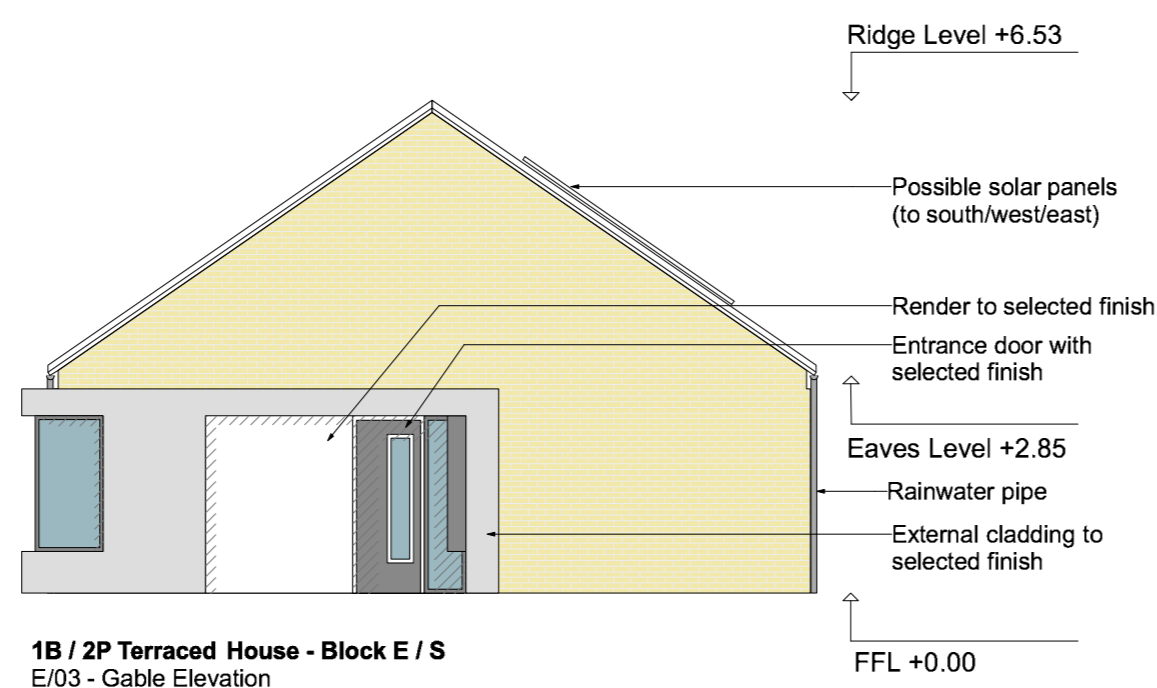 Ridge Level +6.53
Possible solar panels
(to south/west/east)
Render to selected finish
Entrance door with
selected finish
Eaves Level +2.85
Rainwater pipe
External cladding to
selected finish
FFL +0.00
1B / 2P Terraced House - Block E / S
E/03 - Gable Elevation